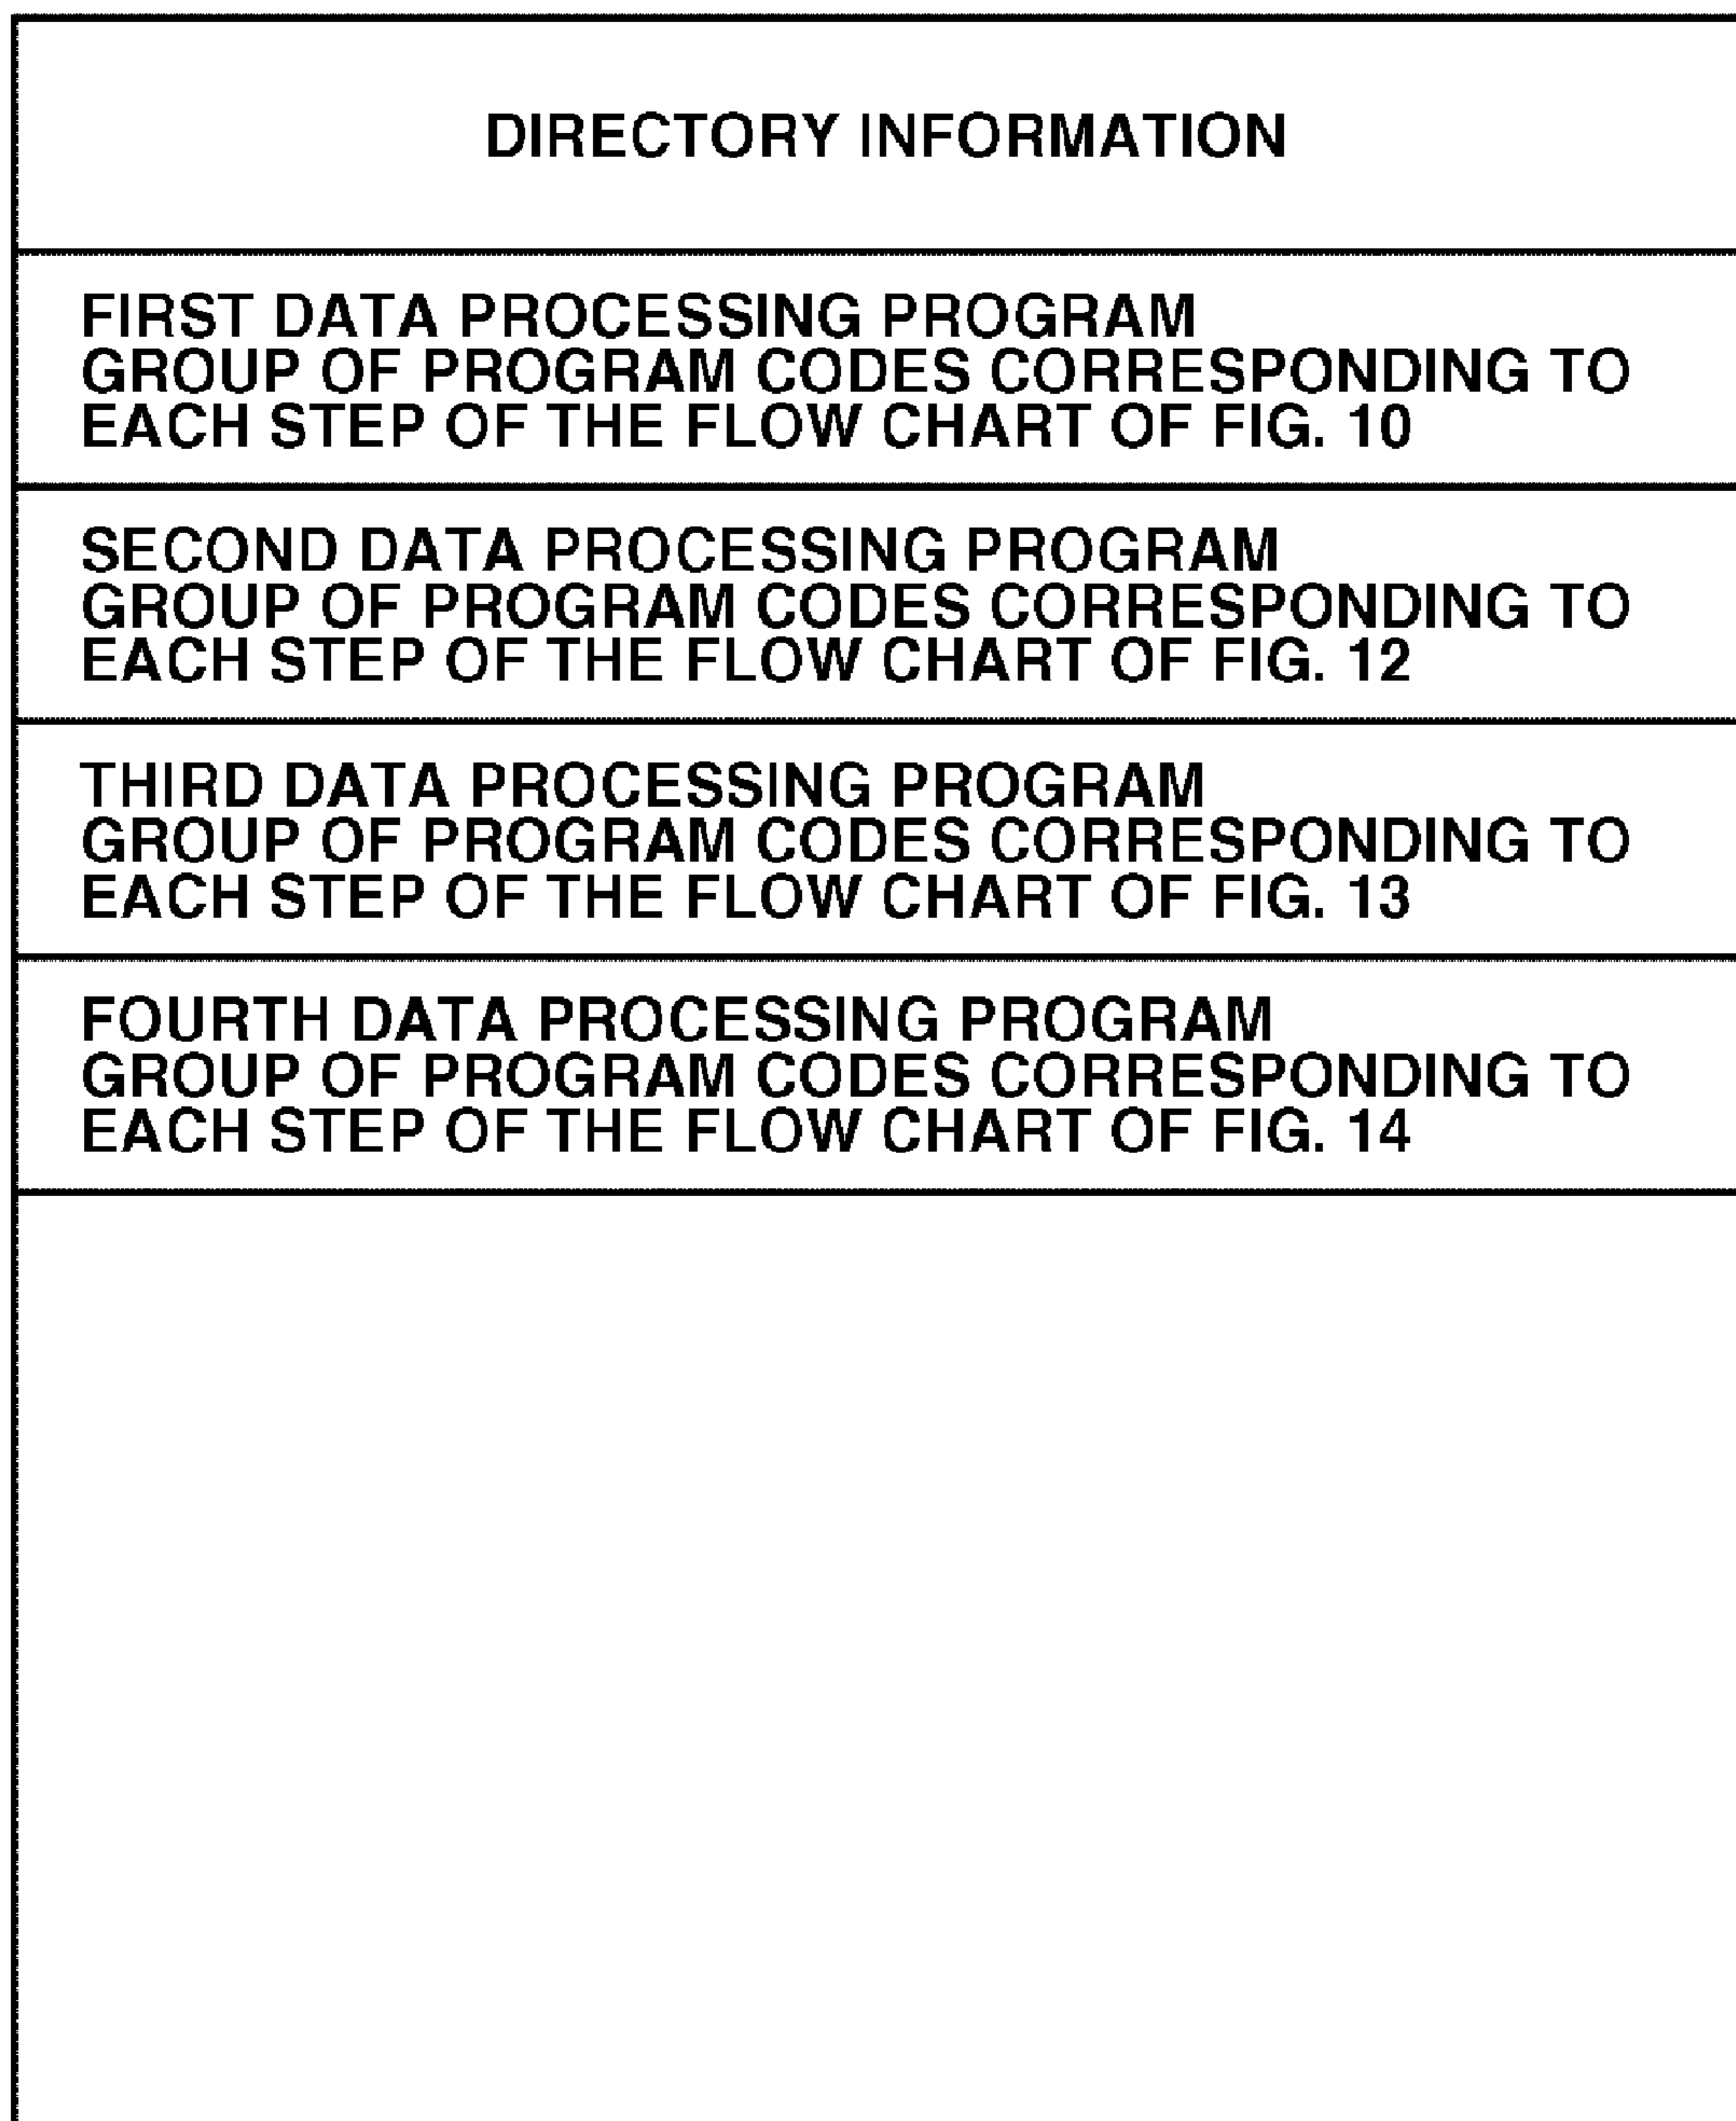 DIRECTORY INFORMATION
FIRST DATA PROCESSING PROGRAM
GROUP OF PROGRAM CODES CORRESPONDING TO
EACH STEP OF THE FLOW CHART OF FIG. 10
SECOND DATA PROCESSING PROGRAM
GROUP OF PROGRAM CODES CORRESPONDING TO
EACH STEP OF THE FLOW CHART OF FIG. 12
THIRD DATA PROCESSING PROGRAM
GROUP OF PROGRAM CODES CORRESPONDING TO
EACH STEP OF THE FLOW CHART OF FIG. 13
FOURTH DATA PROCESSING PROGRAM
GROUP OF PROGRAM CODES CORRESPONDING TO
EACH STEP OF THE FLOW CHART OF FIG. 14